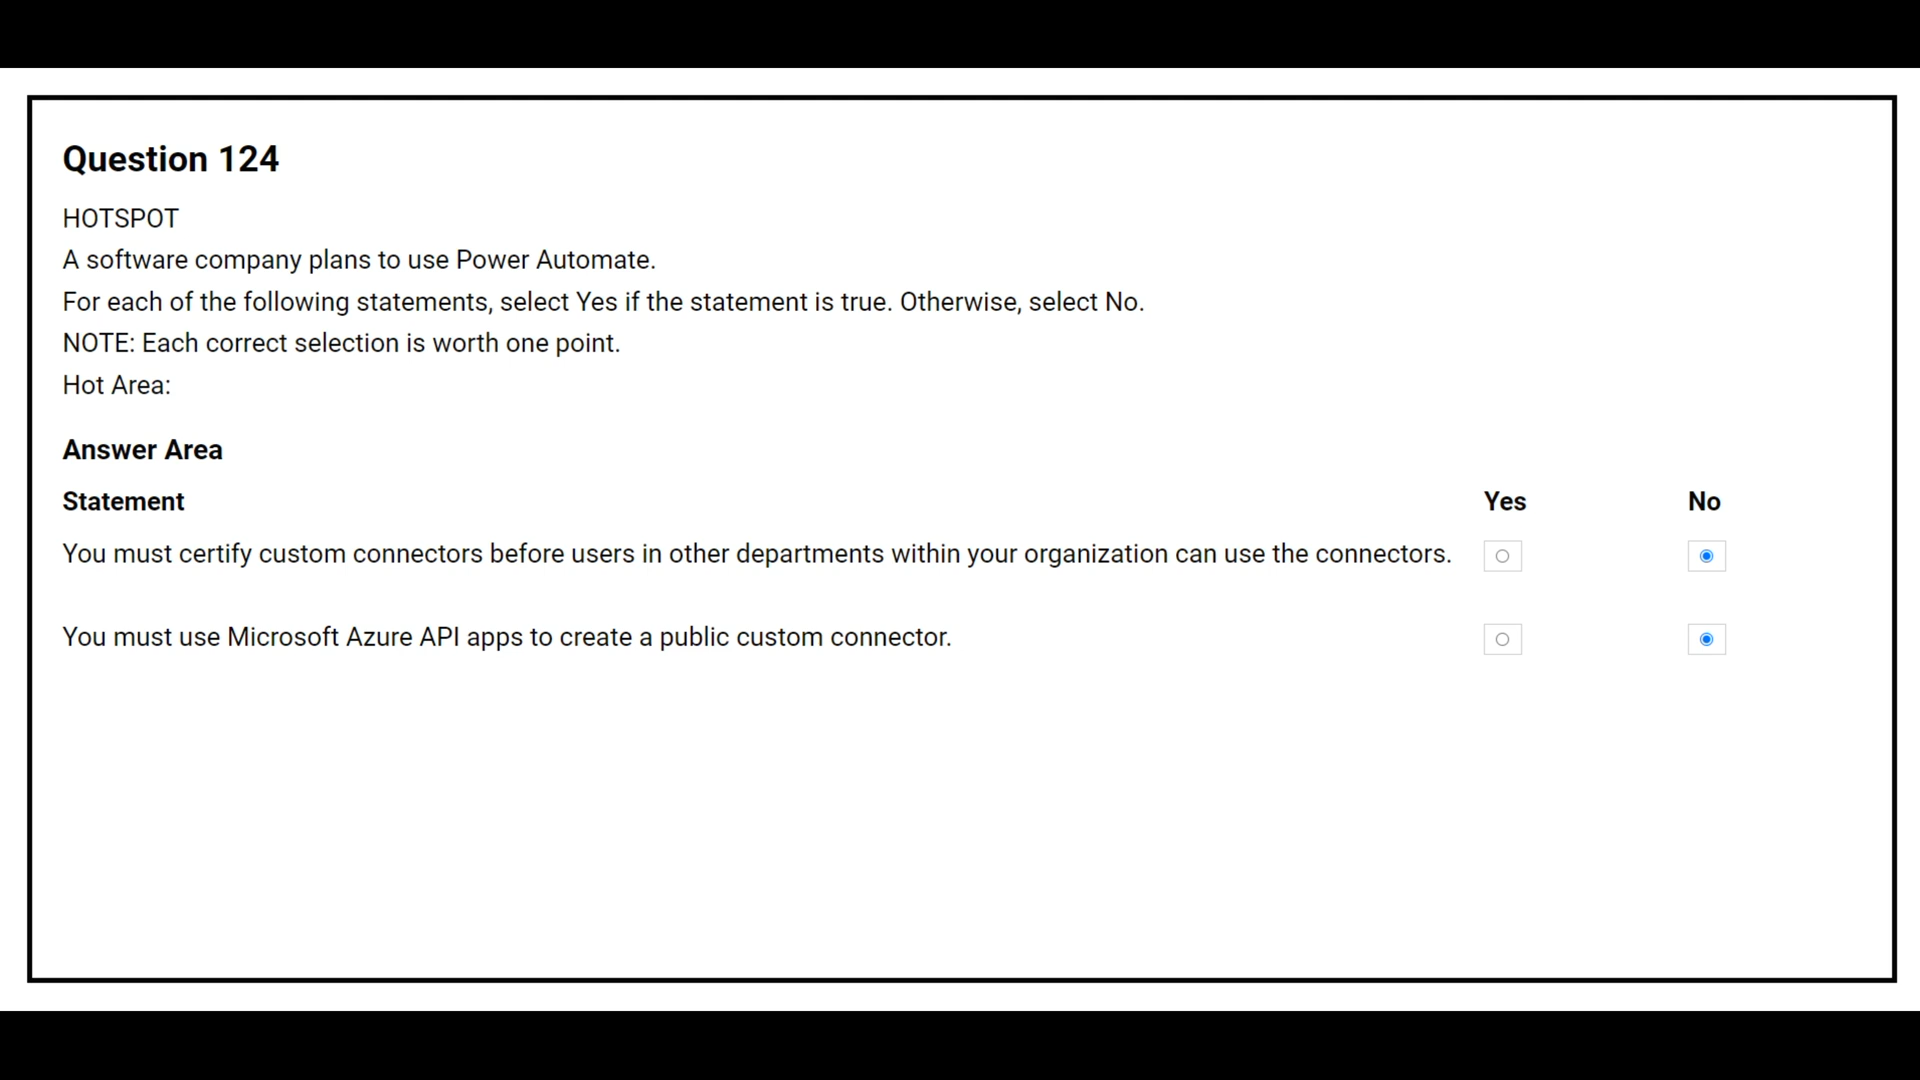 Question 124
HOTSPOT
A software company plans to use Power Automate.
For each of the following statements, select Yes if the statement is true. Otherwise, select No.
NOTE: Each correct selection is worth one point.
Hot Area:
Answer Area
Statement Yes No
You must certify custom connectors before users in other departments within your organization can use the connectors.
You must use Microsoft Azure API apps to create a public custom connector.